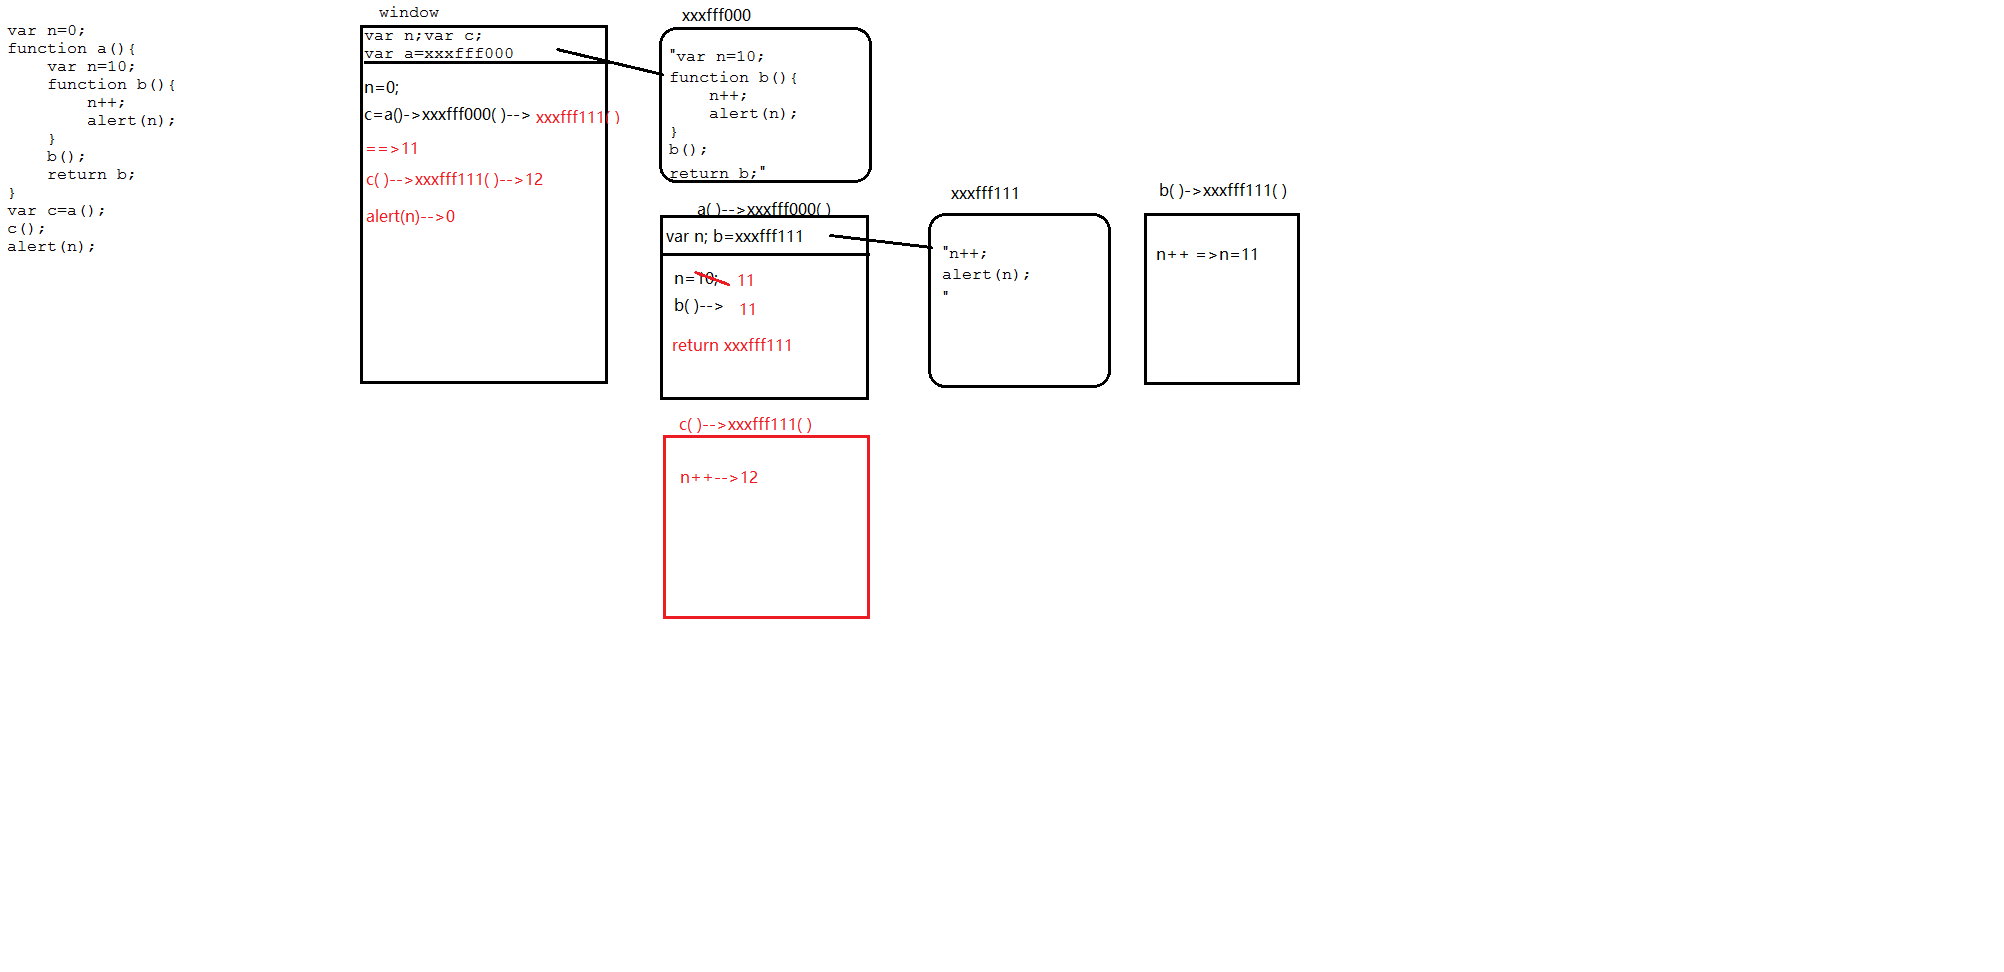 var n=0;
function a(){
    var n=10;
    function b(){
        n++;
        alert(n);
    }
    b();
    return b;
}
var c=a();
c();
alert(n);
window
var n;var c;
var a=xxxfff000
n=0;
c=a()->xxxfff000( )--> xxxfff111( )
==>11
c( )-->xxxfff111( )-->12
alert(n)-->0
xxxfff000
"var n=10;
function b(){
    n++;
    alert(n);
}
b();
return b;"
a( )-->xxxfff000( )
var n; b=xxxfff111
n=10; 11
b( )--> 11
return xxxfff111
xxxfff111
"n++;
alert(n);
"
b( )->xxxfff111( )
n++ =>n=11
c( )-->xxxfff111( )
n++-->12